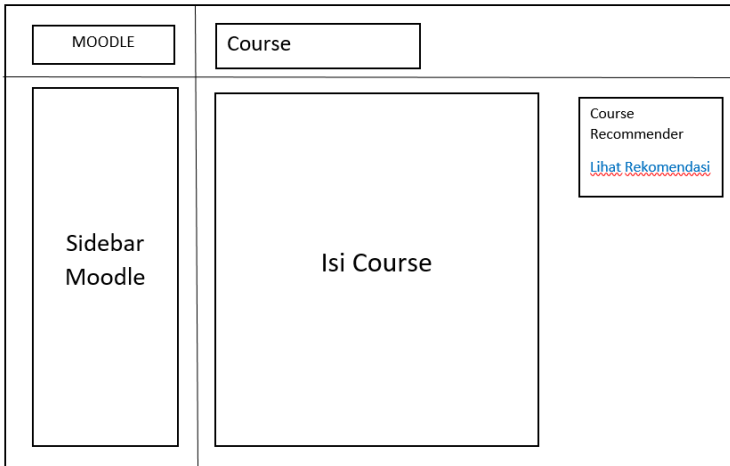 MOODLE
Course
Sidebar
Moodle
Isi Course
Course
Recommender
Lihat Rekomendasi